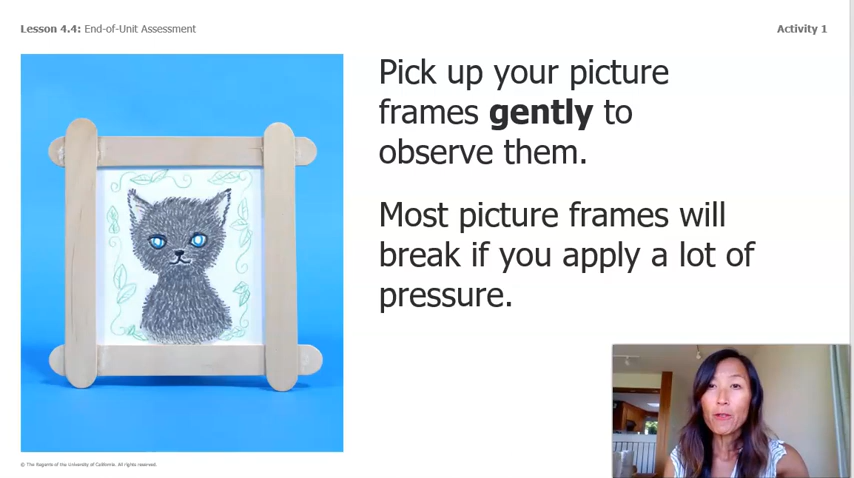 Lesson 4.4: End-of-Unit Assessment
Activity 1
Pick up your picture
frames gently to
observe them.
Most picture frames will
break if you apply a lot of
pressure.
© The Regents of the University of California. All rights reserved.